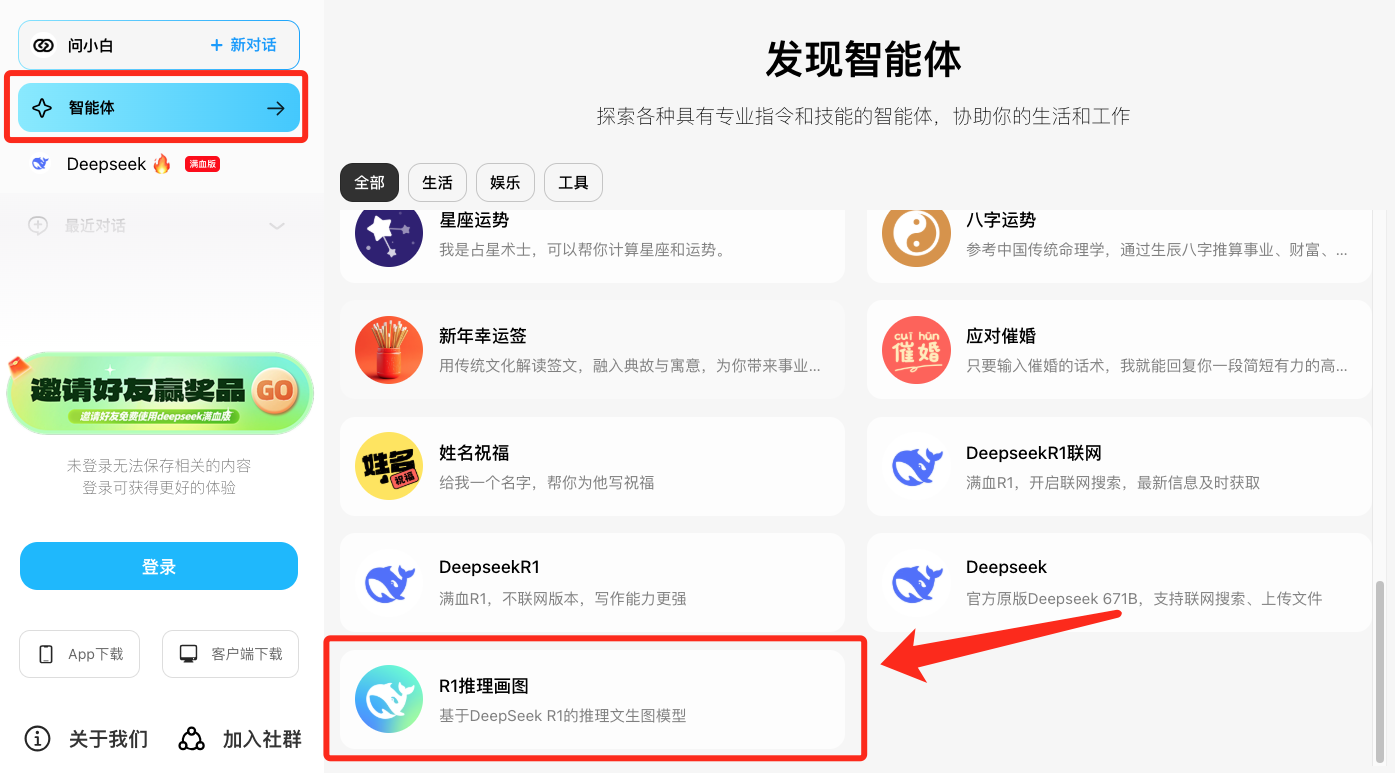 问小白
+ 新对话
智能体
Deepseek
满血版
最近对话
邀请好友赢奖品
GO
邀请好友免费使用deepseek满血版
未登录无法保存相关的内容
登录可获得更好的体验
登录
App下载
客户端下载
关于我们
加入社群
发现智能体
探索各种具有专业指令和技能的智能体，协助你的生活和工作
全部
生活
娱乐
工具
星座运势
我是占星术士，可以帮你计算星座和运势。
八字运势
参考中国传统命理学，通过生辰八字推算事业、财富、...
新年幸运签
用传统文化解读签文，融入典故与寓意，为你带来事业...
cuī hūn
催婚
应对催婚
只要输入催婚的话术，我就能回复你一段简短有力的高...
姓名
祝福
姓名祝福
给我一个名字，帮你为他写祝福
DeepseekR1联网
满血R1，开启联网搜索，最新信息及时获取
DeepseekR1
满血R1，不联网版本，写作能力更强
Deepseek
官方原版Deepseek 671B，支持联网搜索、上传文件
R1推理画图
基于DeepSeek R1的推理文生图模型